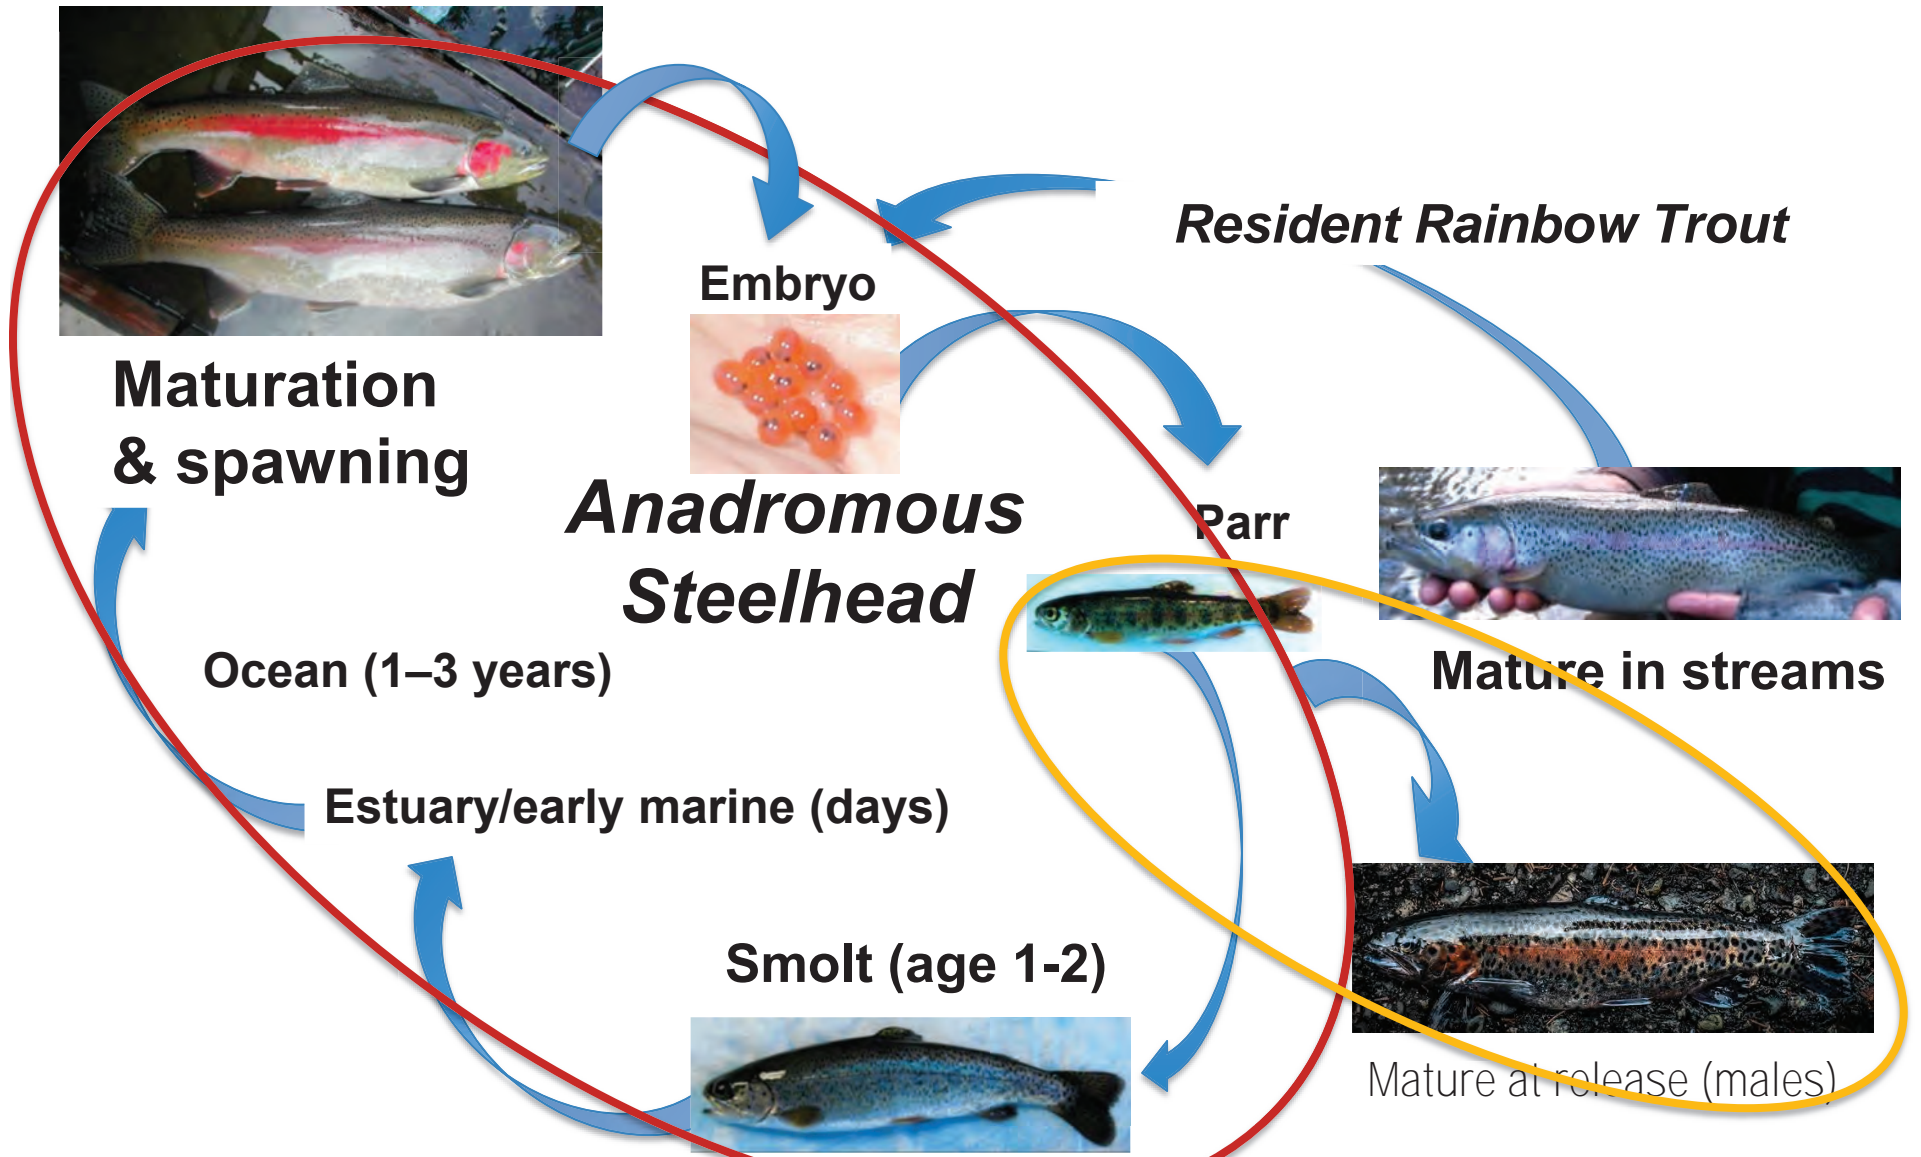 Resident Rainbow Trout
Embryo
Maturation
& spawning
Anadromous
Steelhead
Parr
Ocean (1–3 years)
Mature in streams
Estuary/early marine (days)
Smolt (age 1-2)
Mature at release (males)